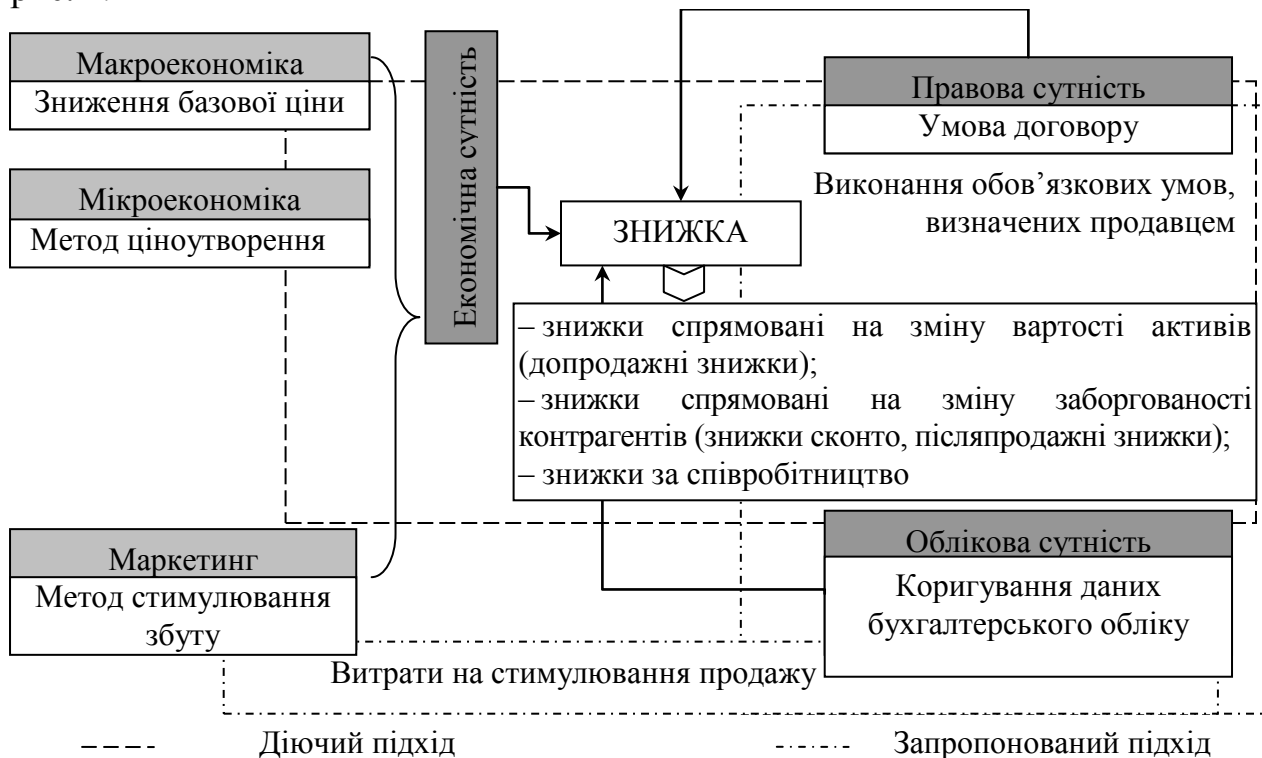 Макроекономіка
Зниження базової ціни
Мікроекономіка
Метод ціноутворення
Маркетинг
Метод стимулювання
збуту
Економічна сутність
Правова сутність
Умова договору
Виконання обов’язкових умов,
визначених продавцем
ЗНИЖКА
– знижки спрямовані на зміну вартості активів
(допродажні знижки);
– знижки спрямовані на зміну заборгованості
контрагентів (знижки сконто, післяпродажні знижки);
– знижки за співробітництво
Облікова сутність
Коригування даних
бухгалтерського обліку
Витрати на стимулювання продажу
Діючий підхід
Запропонований підхід